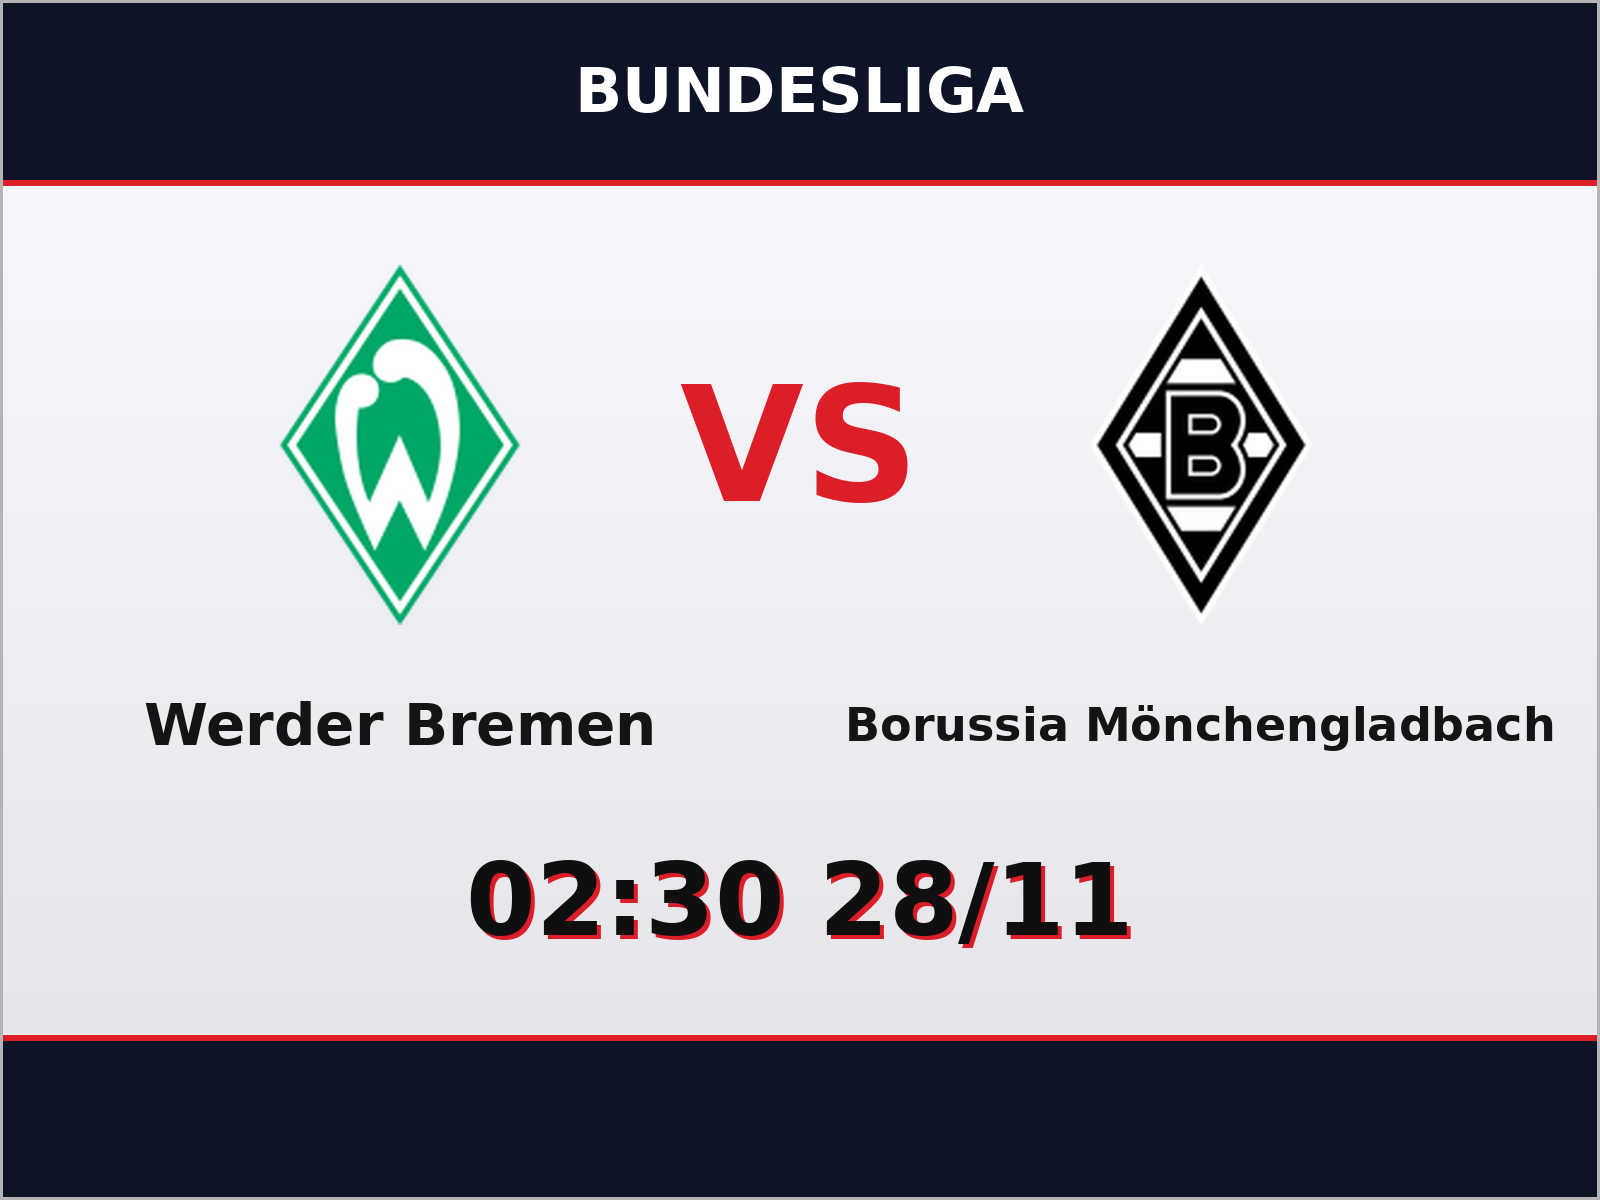 BUNDESLIGA
VS
B
Werder Bremen
Borussia Mönchengladbach
02:30 28/11